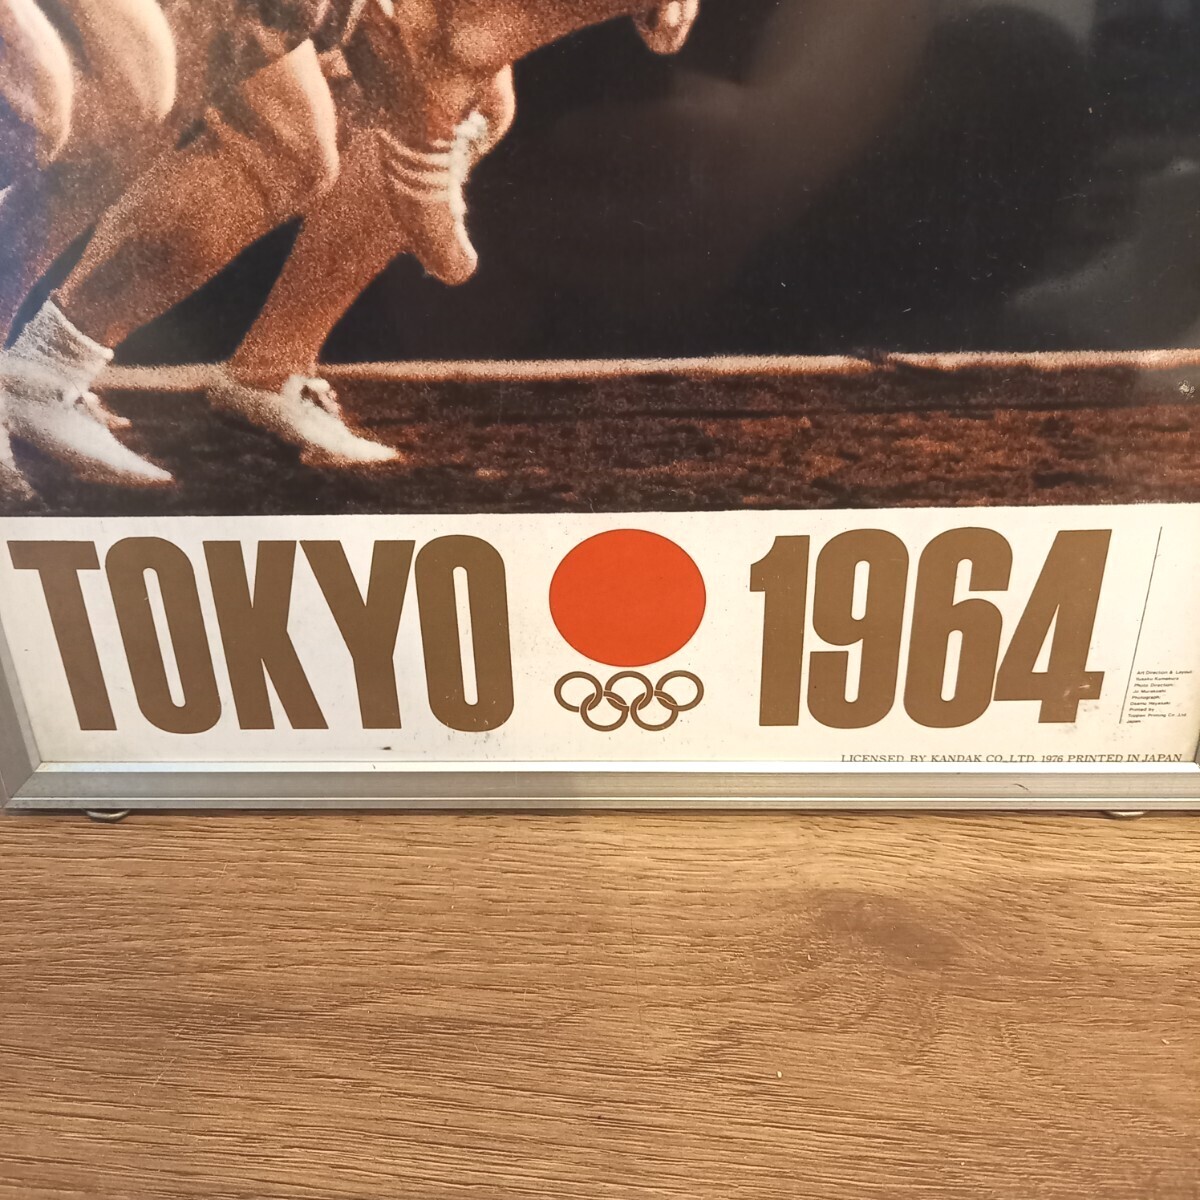 TOKYO 1964
Art Direction & Layout:
Yusaku Kamekura
Photo Direction:
Jo Murakoshi
Photograph:
Osamu Hayasaki
Printed by
Toppan Printing Co.,Ltd.
Japan
LICENSED BY KANDAK CO.,LTD. 1976 PRINTED IN JAPAN